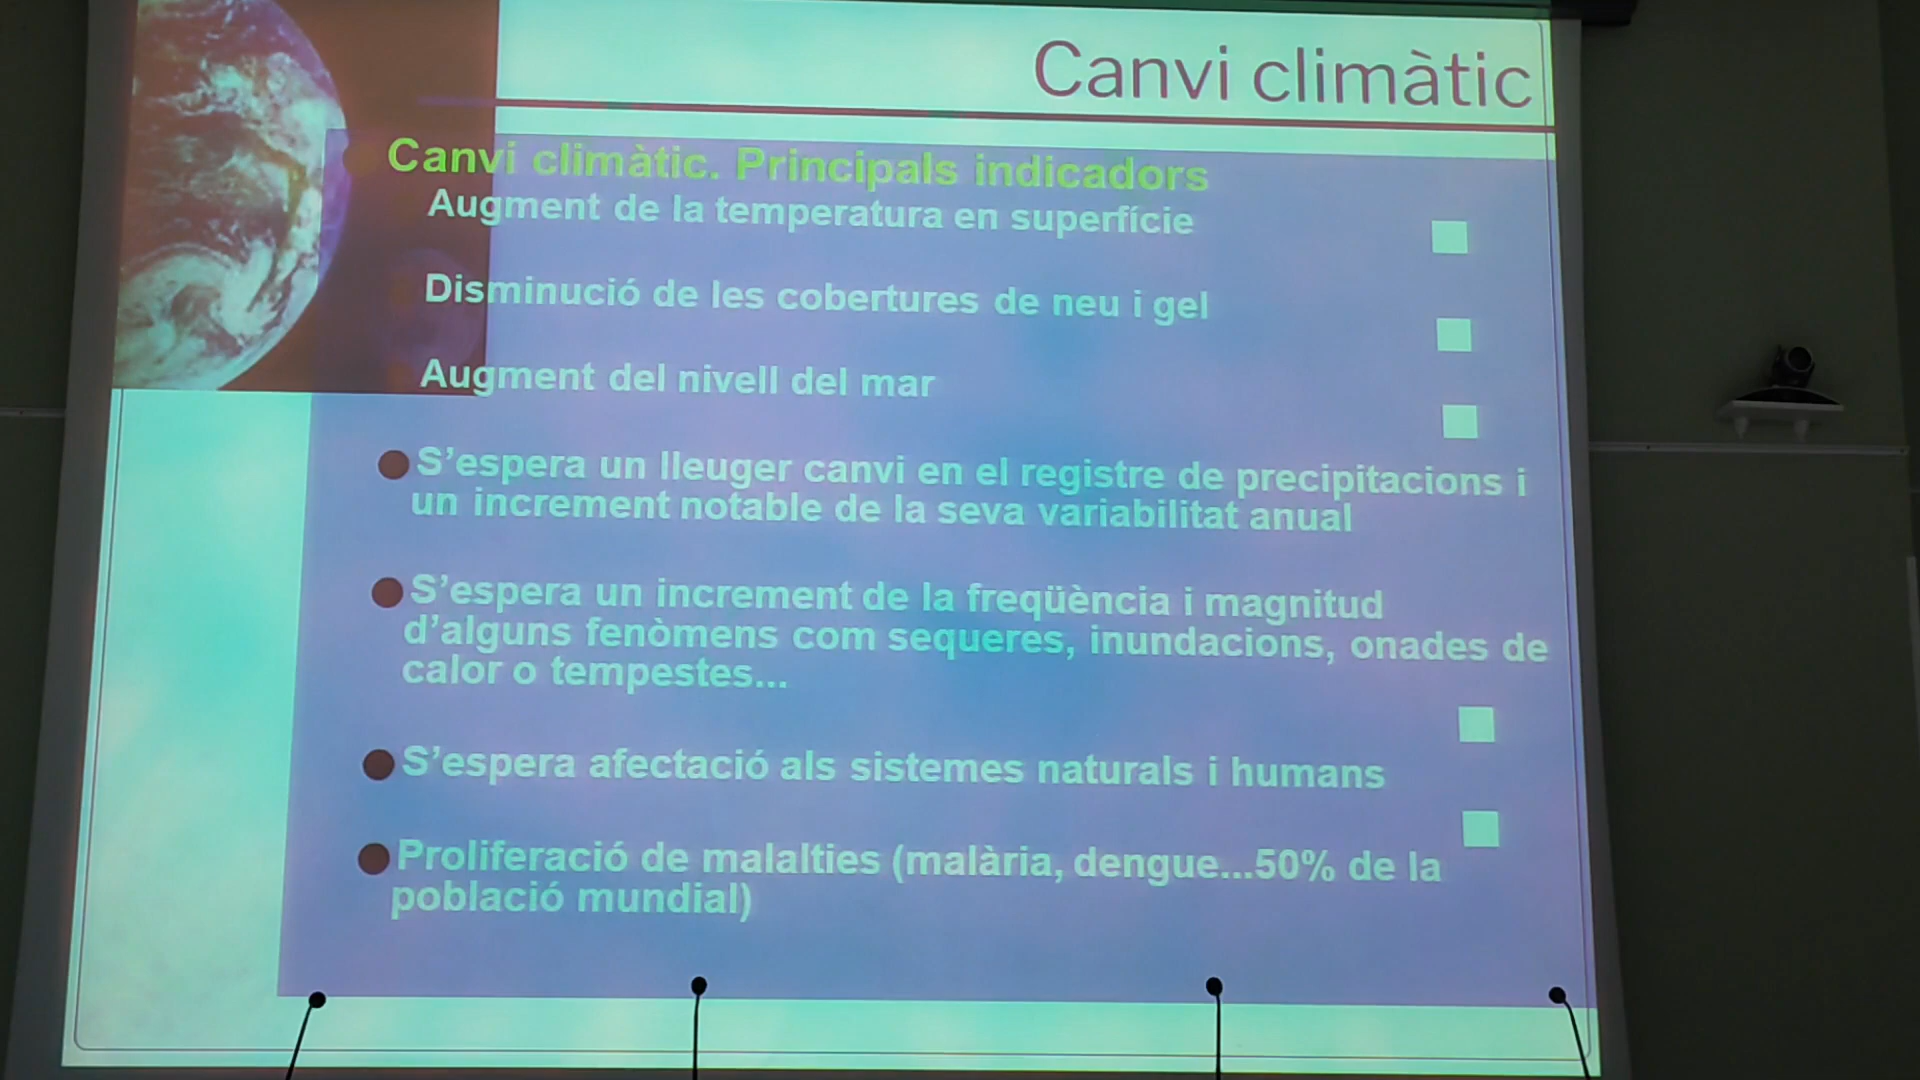 Canvi climàtic
Canvi climàtic. Principals indicadors
Augment de la temperatura en superfície
Disminució de les cobertures de neu i gel
Augment del nivell del mar
S’espera un lleuger canvi en el registre de precipitacions i
un increment notable de la seva variabilitat anual
S’espera un increment de la freqüència i magnitud
d’alguns fenòmens com sequeres, inundacions, onades de
calor o tempestes...
S’espera afectació als sistemes naturals i humans
Proliferació de malalties (malària, dengue...50% de la
població mundial)